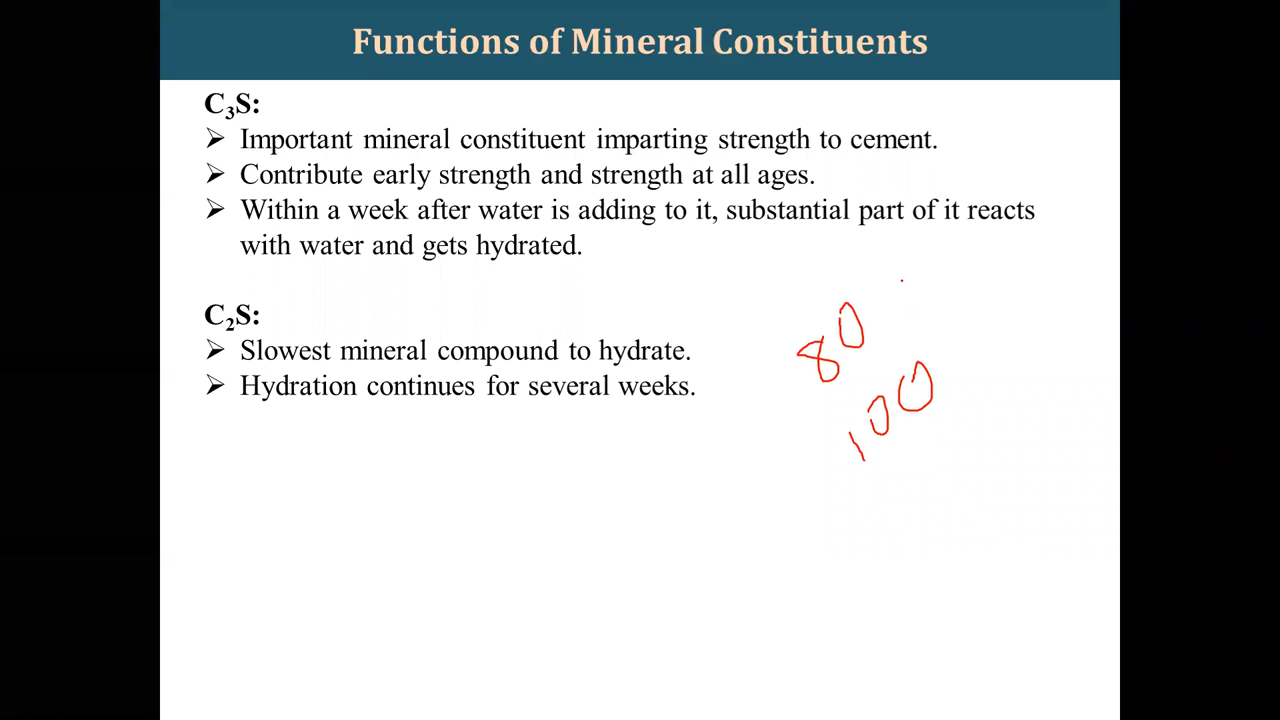 Functions of Mineral Constituents
C₃S:
➢ Important mineral constituent imparting strength to cement.
➢ Contribute early strength and strength at all ages.
➢ Within a week after water is adding to it, substantial part of it reacts
with water and gets hydrated.
C₂S:
➢ Slowest mineral compound to hydrate.
➢ Hydration continues for several weeks.
80
100